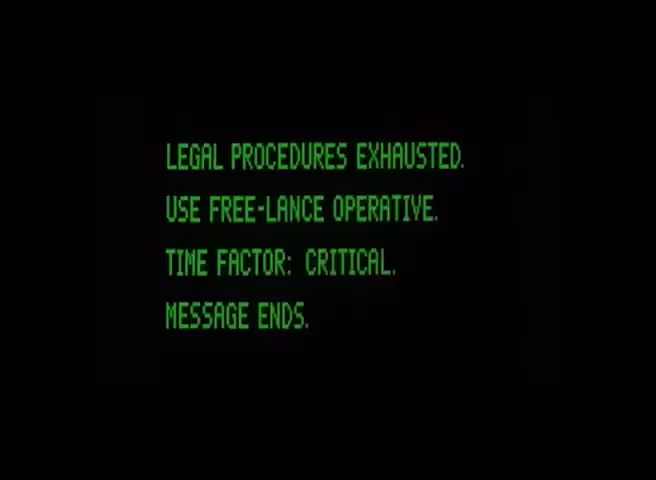 LEGAL PROCEDURES EXHAUSTED.
USE FREE-LANCE OPERATIVE.
TIME FACTOR: CRITICAL.
MESSAGE ENDS.